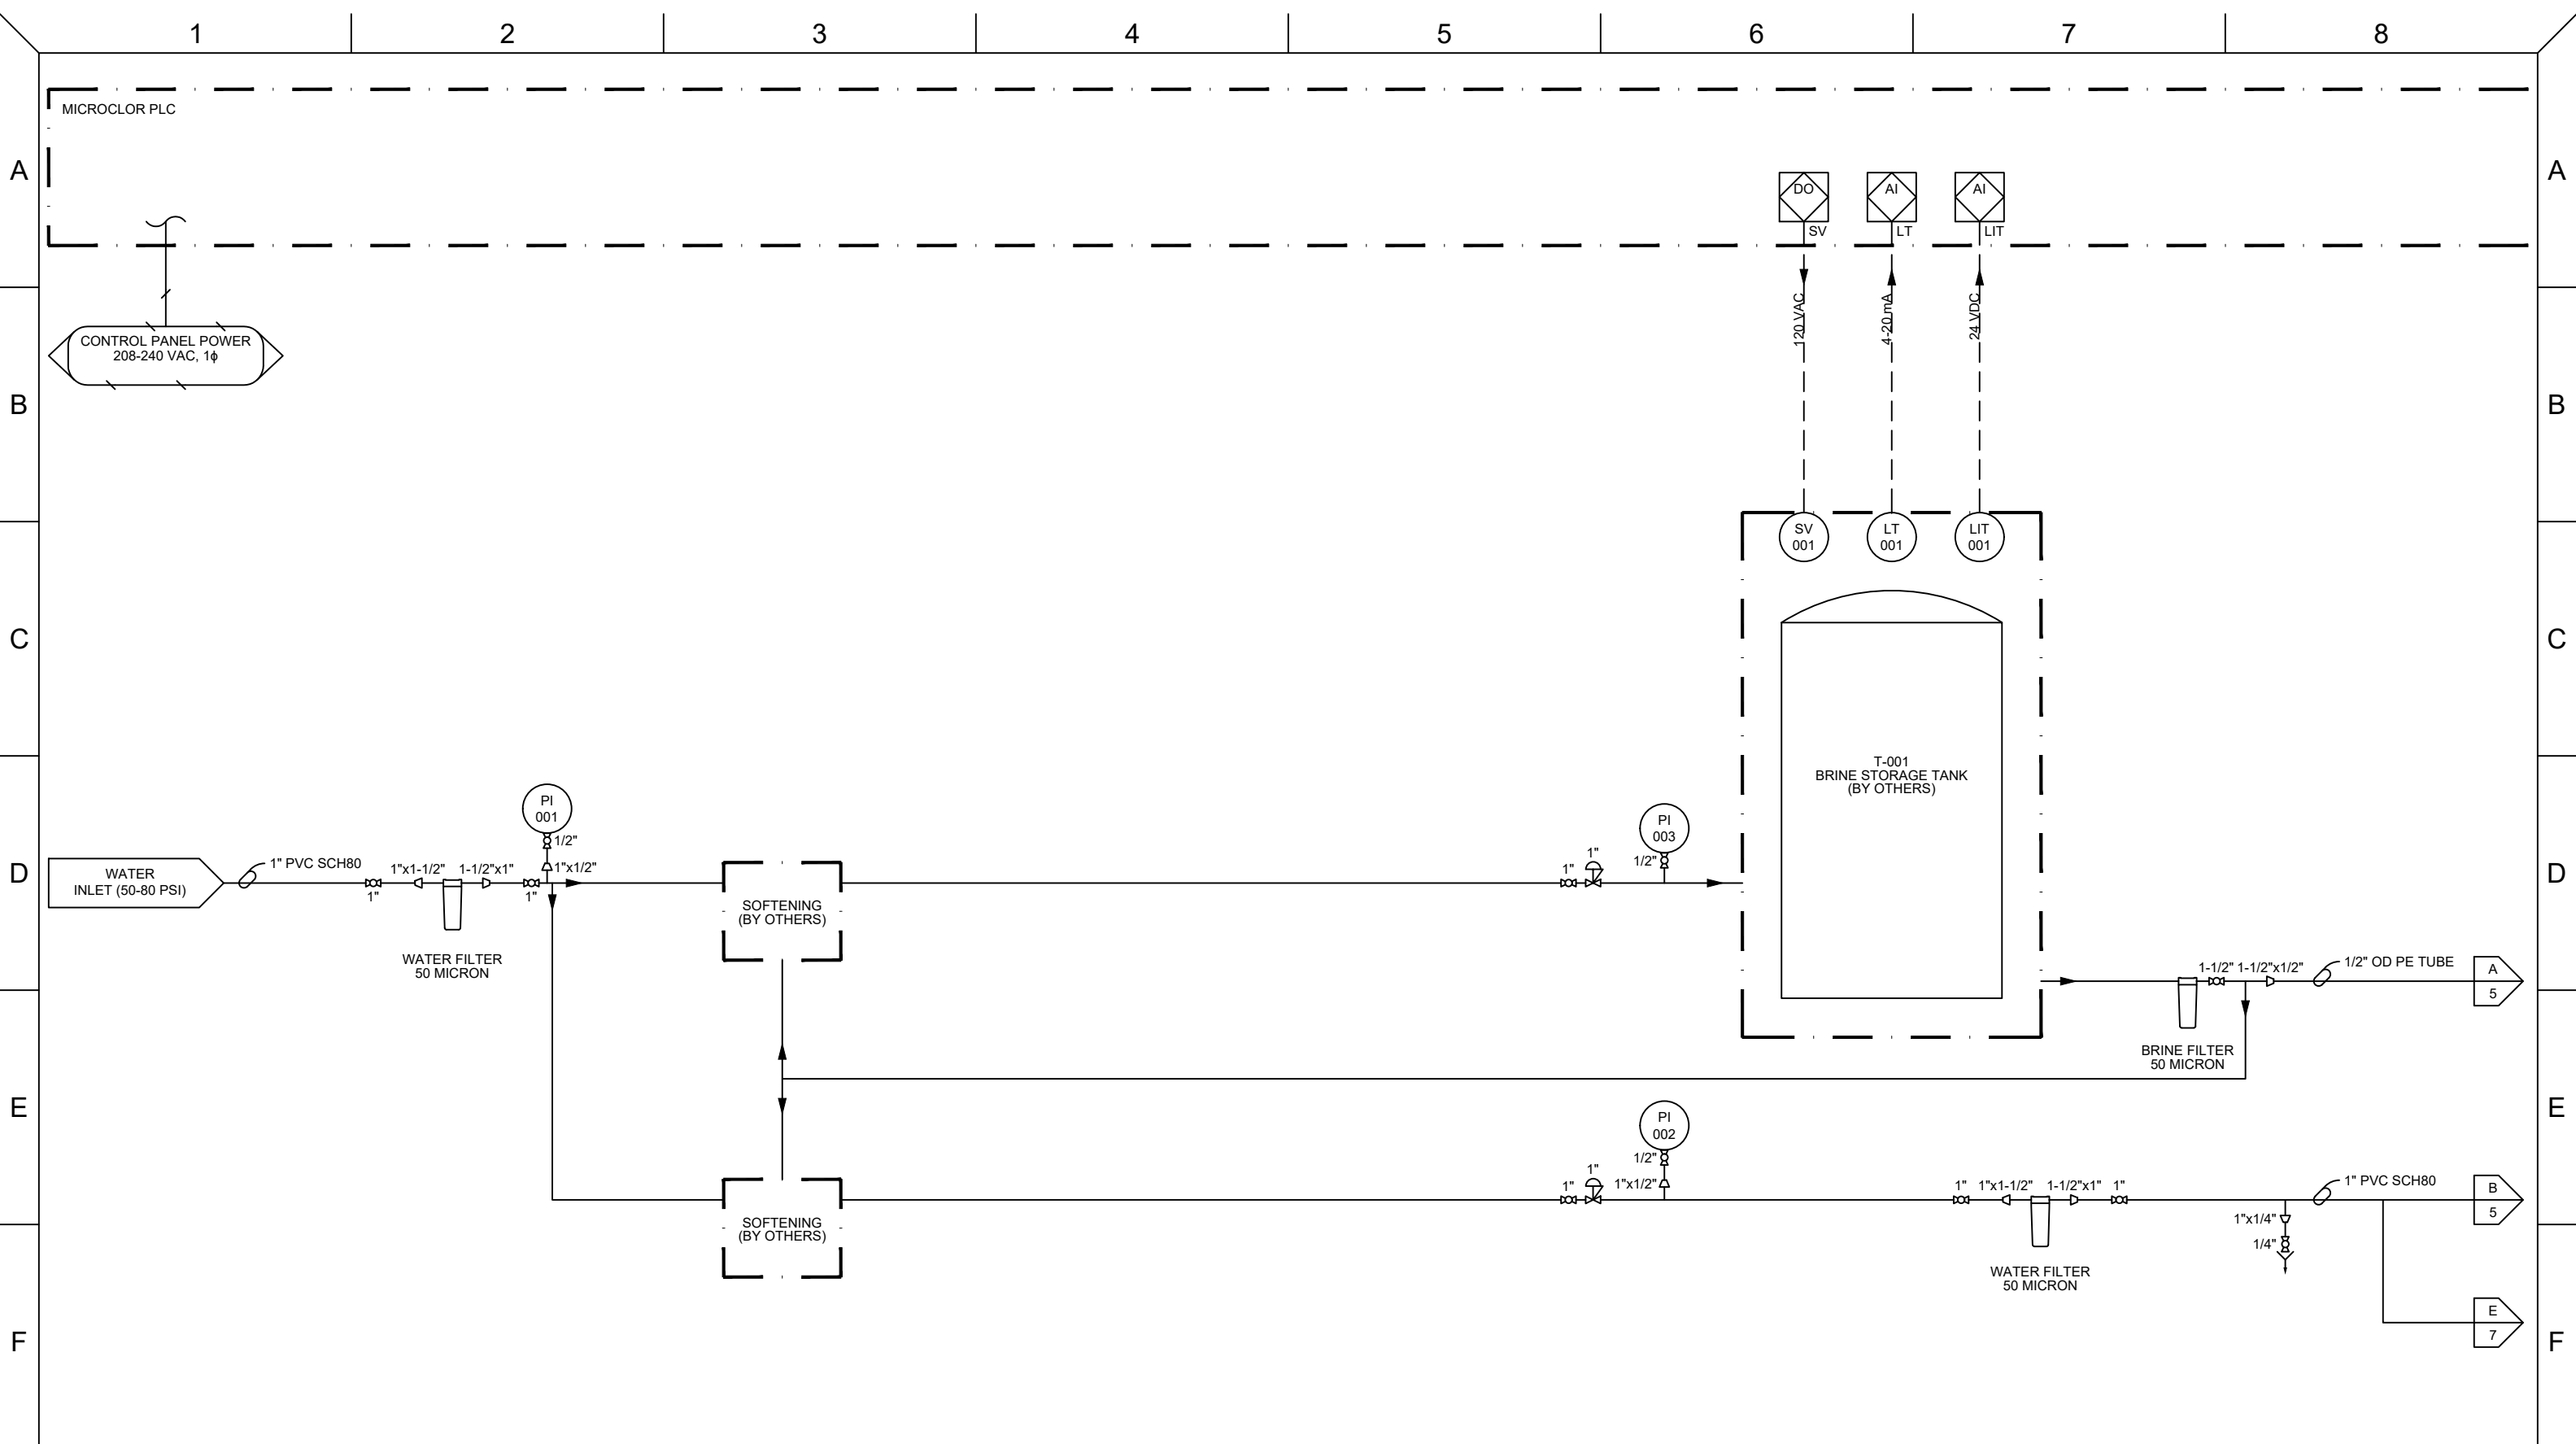 1 2 3 4 5 6 7 8
A
A
MICROCLOR PLC
DO
AI
AI
SV
LT
LIT
120 VAC
4-20 mA
24 VDC
CONTROL PANEL POWER
208-240 VAC, 1ϕ
B
B
SV
001
LT
001
LIT
001
C
C
T-001
BRINE STORAGE TANK
(BY OTHERS)
PI
001
1/2"
1"x1/2"
D
D
WATER
INLET (50-80 PSI)
1" PVC SCH80
1"
1"x1-1/2"
1-1/2"x1"
1"
WATER FILTER
50 MICRON
SOFTENING
(BY OTHERS)
1"
1"
PI
003
1/2"
1-1/2"
1-1/2"x1/2"
1/2" OD PE TUBE
A
5
BRINE FILTER
50 MICRON
E
E
PI
002
1/2"
1"x1/2"
1"
1"
SOFTENING
(BY OTHERS)
1"
1"x1-1/2"
1-1/2"x1"
1"
WATER FILTER
50 MICRON
1" PVC SCH80
1"x1/4"
1/4"
B
5
E
7
F
F